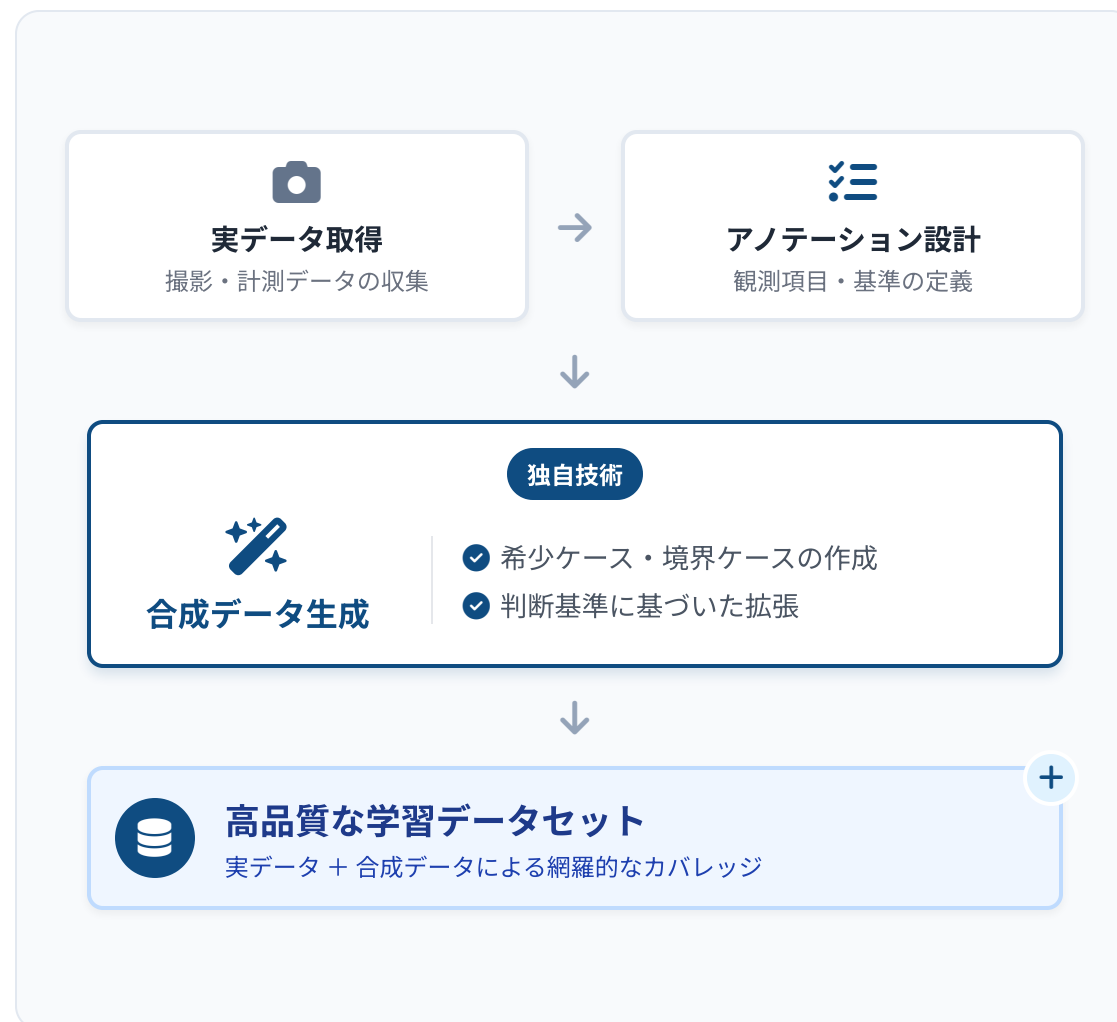 実データ取得
撮影・計測データの収集
アノテーション設計
観測項目・基準の定義
独自技術
合成データ生成
希少ケース・境界ケースの作成
判断基準に基づいた拡張
高品質な学習データセット
実データ ＋ 合成データによる網羅的なカバレッジ